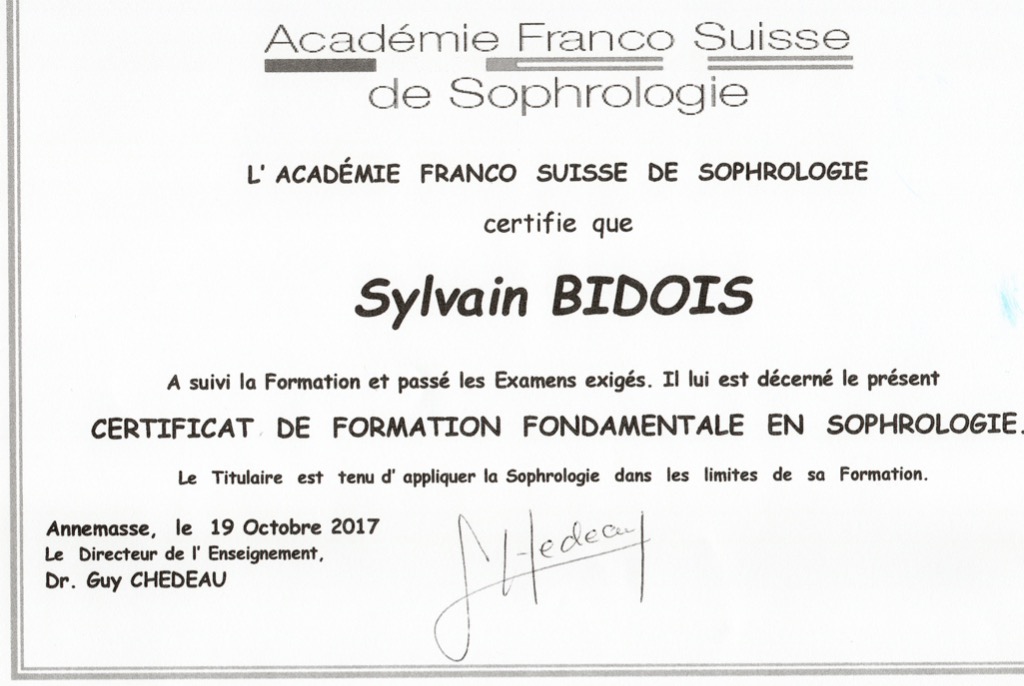 Académie Franco Suisse
de Sophrologie
L' ACADÉMIE FRANCO SUISSE DE SOPHROLOGIE
certifie que
Sylvain BIDOIS
A suivi la Formation et passé les Examens exigés. Il lui est décerné le présent
CERTIFICAT DE FORMATION FONDAMENTALE EN SOPHROLOGIE.
Le Titulaire est tenu d' appliquer la Sophrologie dans les limites de sa Formation.
Annemasse, le 19 Octobre 2017
Le Directeur de l' Enseignement,
Dr. Guy CHEDEAU